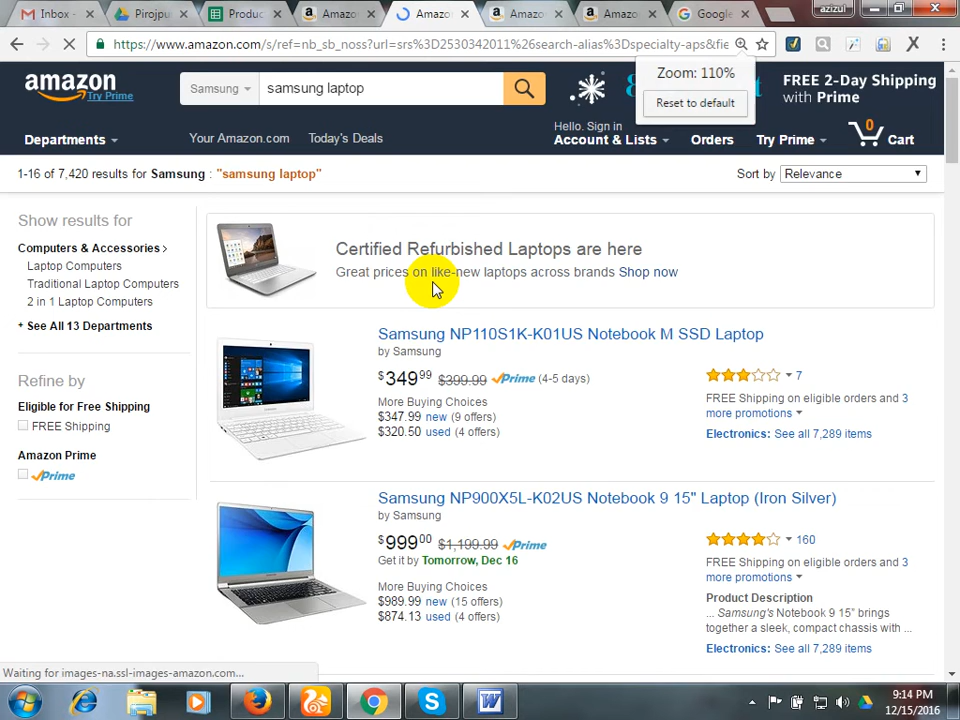 Inbox -
Pirojpu
Produc
Amazo
Amazo
Amazo
Amazo
Google
azizul
https://www.amazon.com/s/ref=nb_sb_noss?url=srs%3D2530342011%26search-alias%3Dspecialty-aps&fie
Zoom: 110%
Reset to default
amazon
Try Prime
Samsung
samsung laptop
FREE 2-Day Shipping
with Prime
Departments
Your Amazon.com
Today's Deals
Hello. Sign in
Account & Lists
Orders
Try Prime
0
Cart
1-16 of 7,420 results for Samsung : "samsung laptop"
Sort by
Relevance
Show results for
Computers & Accessories ›
Laptop Computers
Traditional Laptop Computers
2 in 1 Laptop Computers
+ See All 13 Departments
Refine by
Eligible for Free Shipping
FREE Shipping
Amazon Prime
Prime
Certified Refurbished Laptops are here
Great prices on like-new laptops across brands Shop now
Samsung NP110S1K-K01US Notebook M SSD Laptop
by Samsung
$349 99 $399.99 Prime (4-5 days)
More Buying Choices
$347.99 new (9 offers)
$320.50 used (4 offers)
7
FREE Shipping on eligible orders and 3
more promotions
Electronics: See all 7,289 items
Samsung NP900X5L-K02US Notebook 9 15" Laptop (Iron Silver)
by Samsung
$999 00 $1,199.99 Prime
Get it by Tomorrow, Dec 16
More Buying Choices
$989.99 new (15 offers)
$874.13 used (4 offers)
160
FREE Shipping on eligible orders and 3
more promotions
Product Description
... Samsung's Notebook 9 15" brings
together a sleek, compact chassis with ...
Electronics: See all 7,289 items
Waiting for images-na.ssl-images-amazon.com...
9:14 PM
12/15/2016